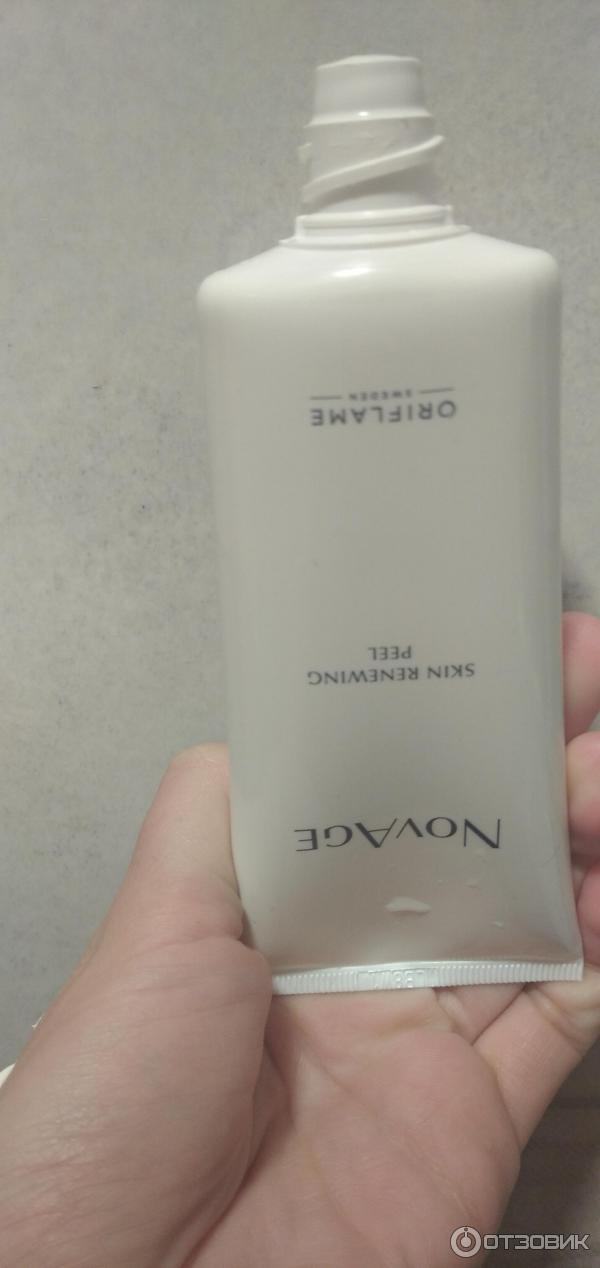 NOVAGE
SKIN RENEWING
PEEL
ORIFLAME
SWEDEN
ОТЗОВИК